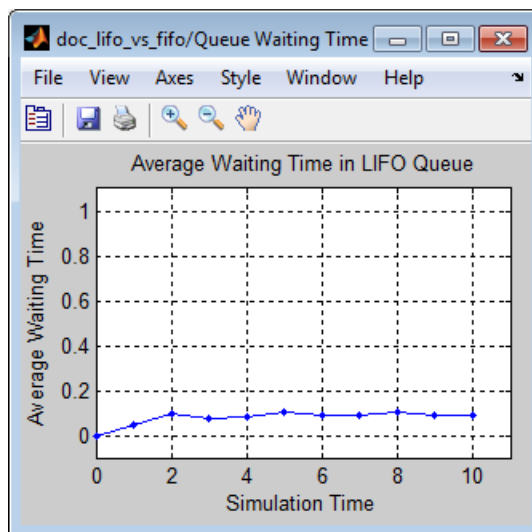 doc_lifo_vs_fifo/Queue Waiting Time
File View Axes Style Window Help
Average Waiting Time in LIFO Queue
Average Waiting Time
1
0.8
0.6
0.4
0.2
0
0 2 4 6 8 10
Simulation Time